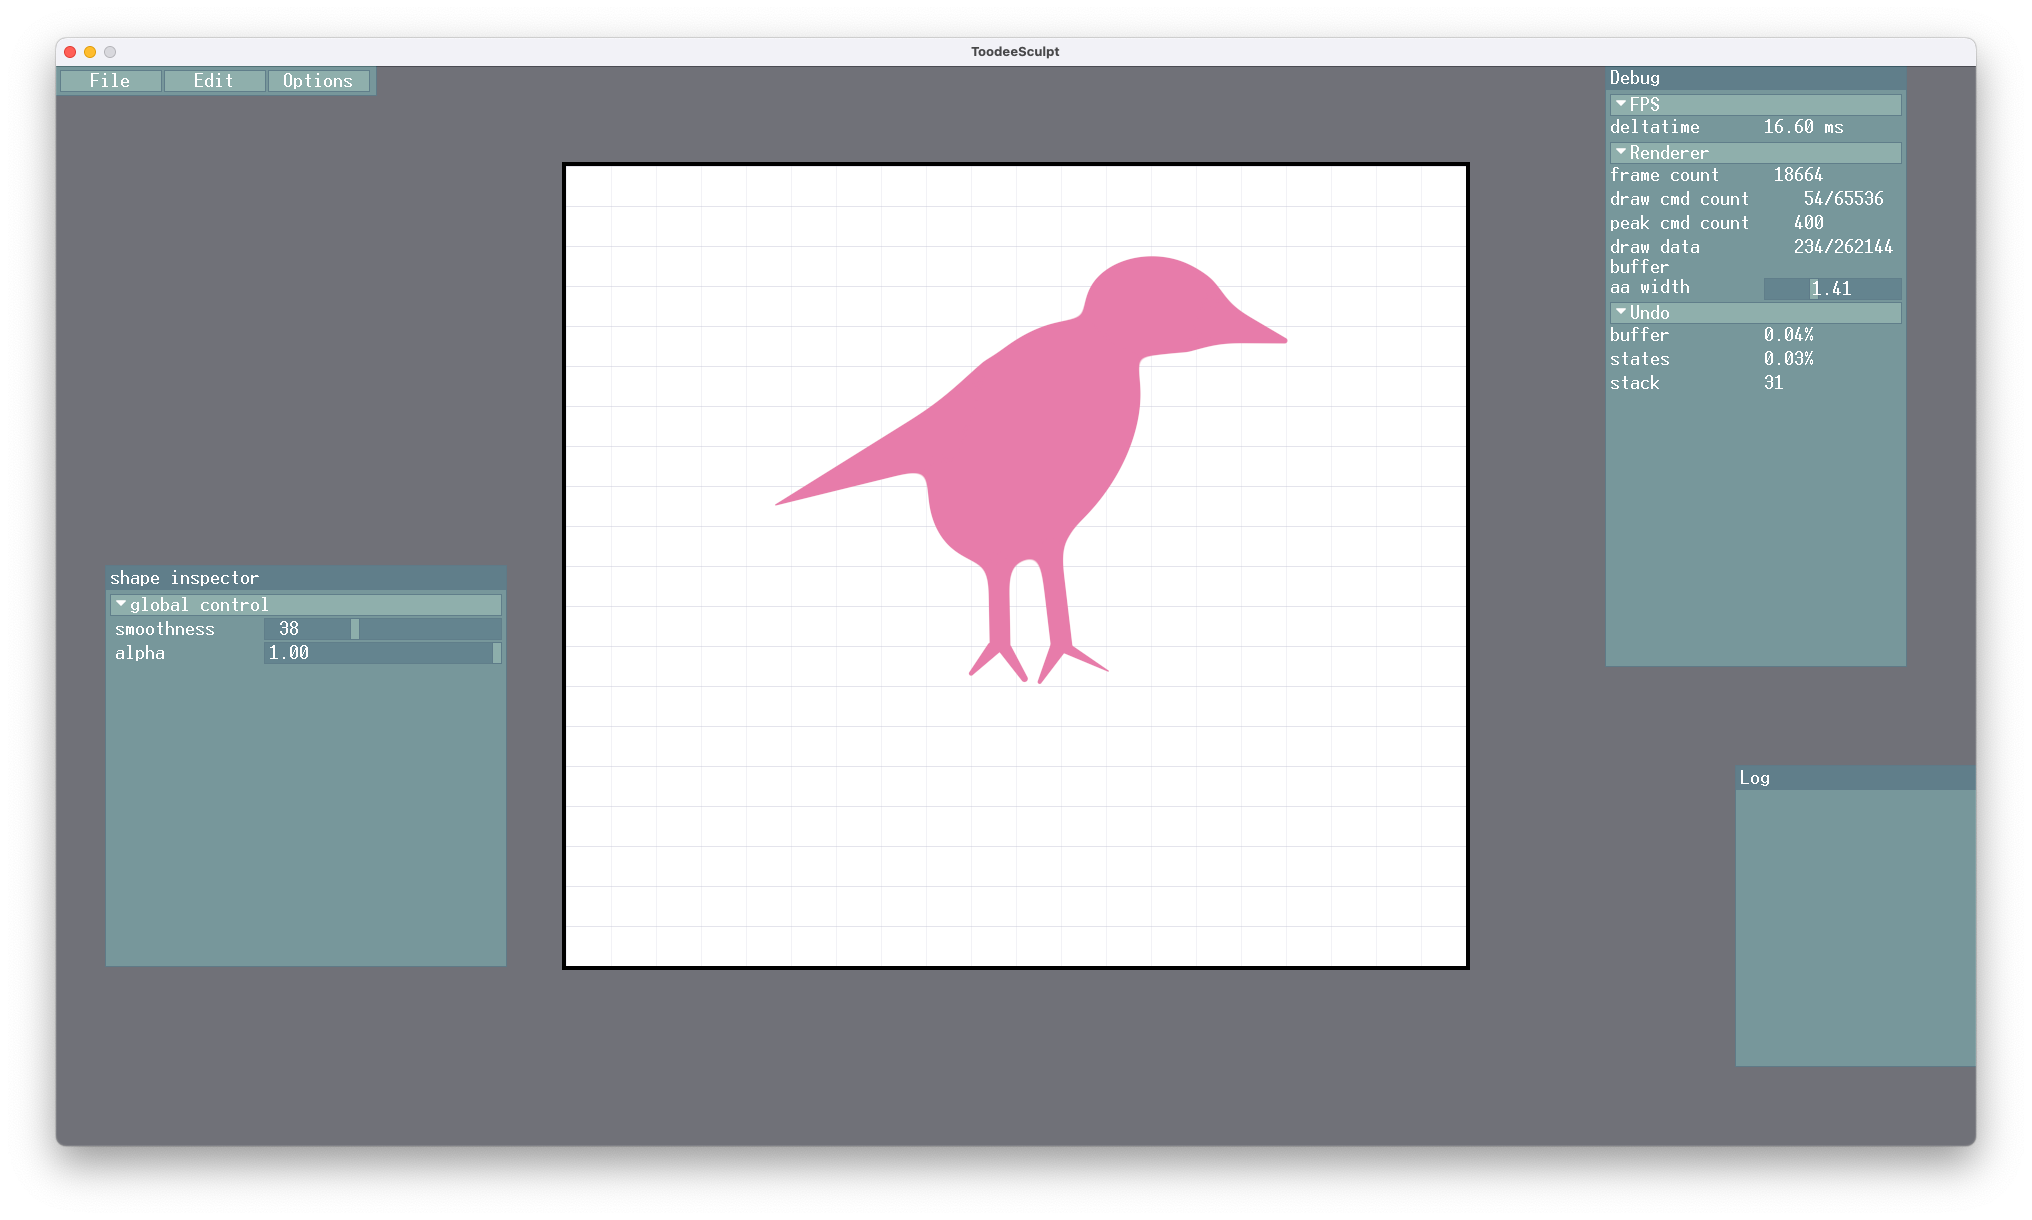 ToodeeSculpt
File Edit Options
Debug
FPS
deltatime 16.60 ms
Renderer
frame count 18664
draw cmd count 54/65536
peak cmd count 400
draw data 234/262144
buffer
aa width 1.41
Undo
buffer 0.04%
states 0.03%
stack 31
shape inspector
global control
smoothness 38
alpha 1.00
Log